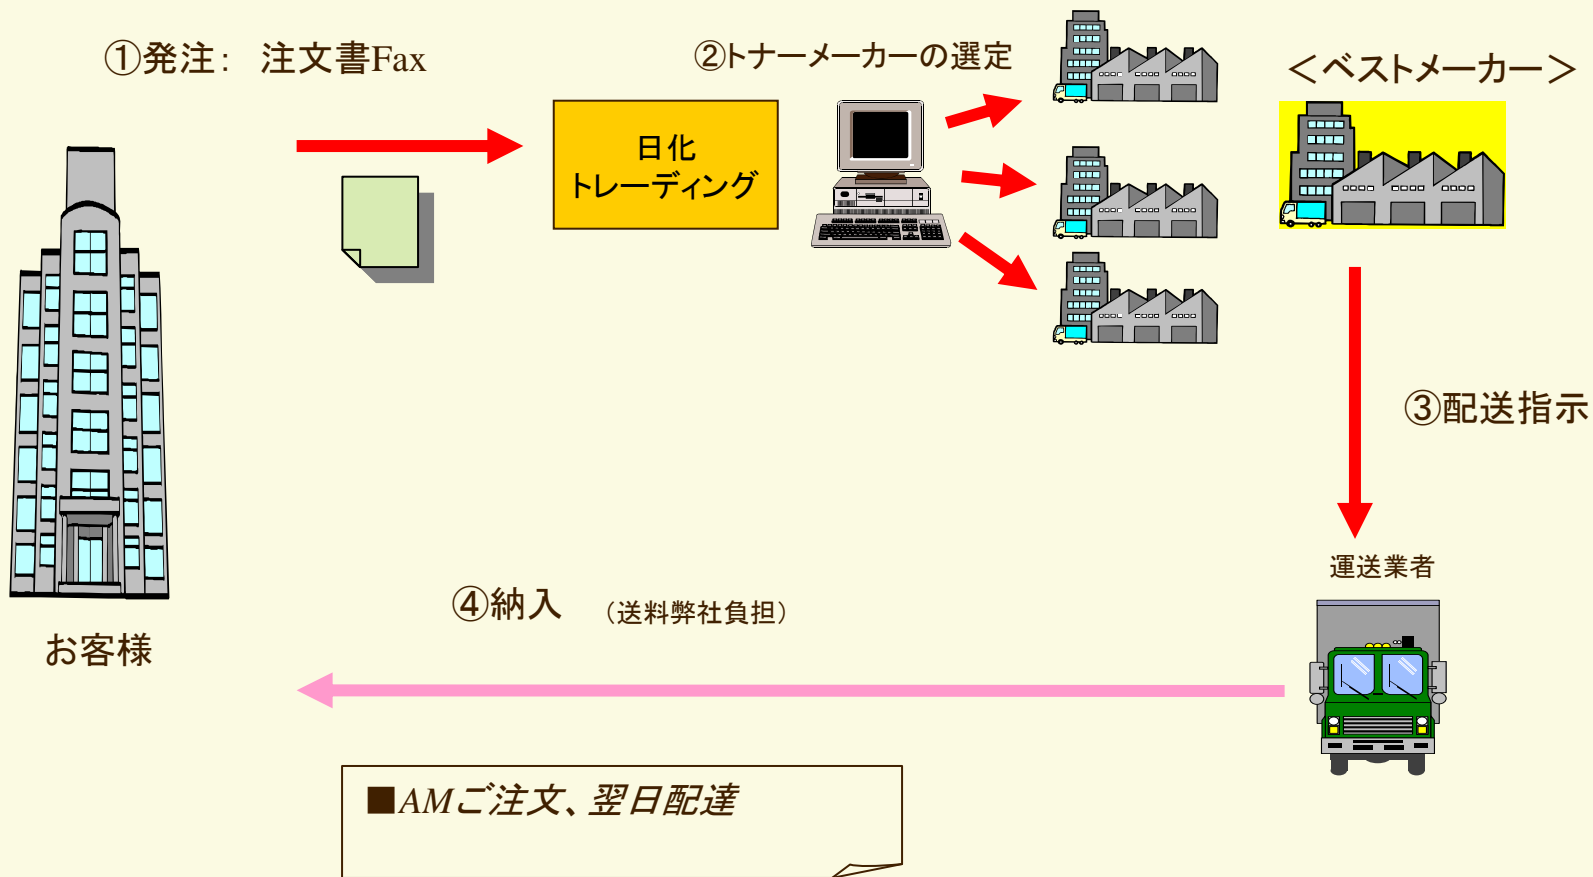 ①発注： 注文書Fax
②トナーメーカーの選定
＜ベストメーカー＞
日化
トレーディング
③配送指示
運送業者
④納入 （送料弊社負担）
お客様
■AMご注文、翌日配達